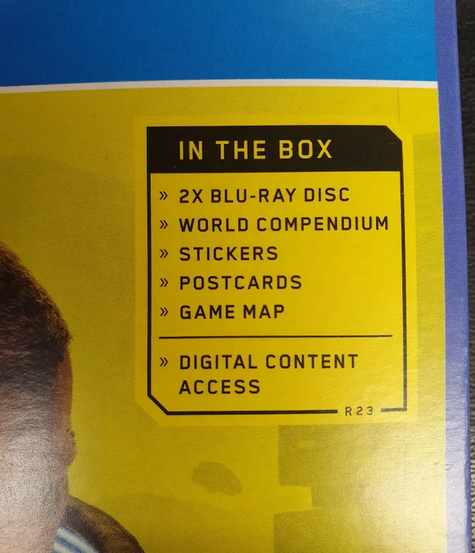 IN THE BOX
» 2X BLU-RAY DISC
» WORLD COMPENDIUM
» STICKERS
» POSTCARDS
» GAME MAP
» DIGITAL CONTENT
ACCESS
R23